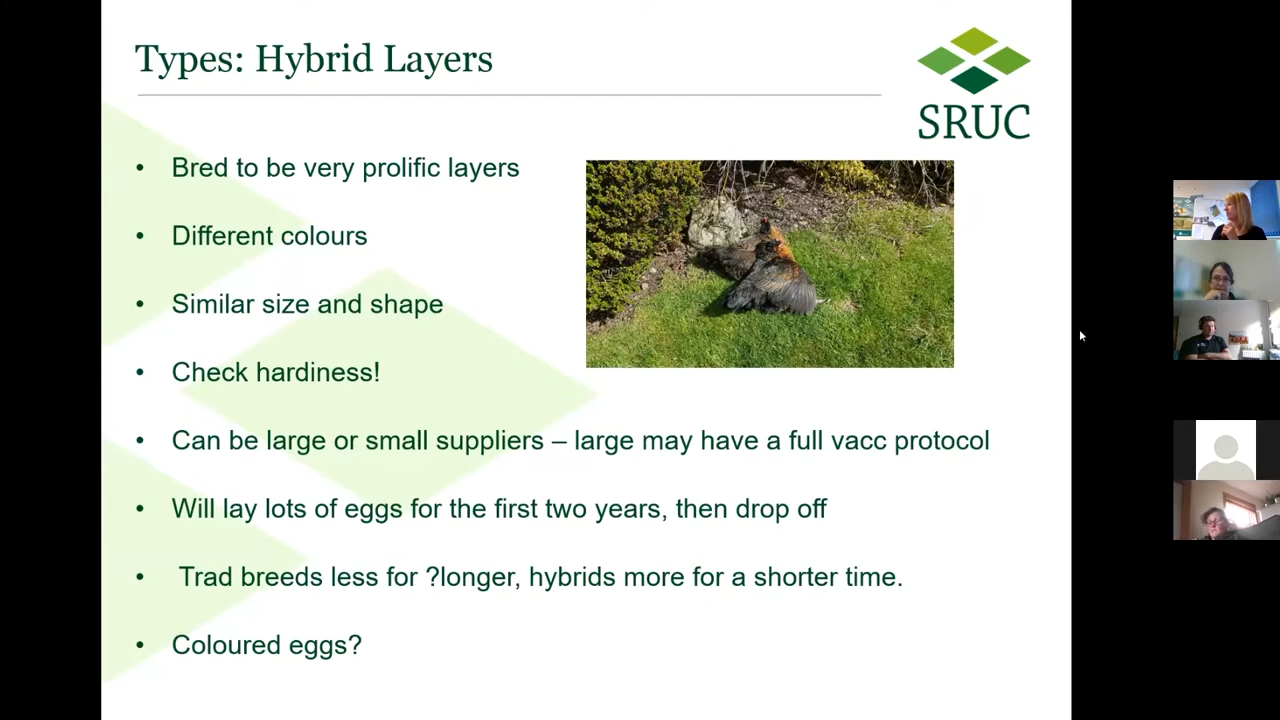 Types: Hybrid Layers
SRUC
• Bred to be very prolific layers
• Different colours
• Similar size and shape
• Check hardiness!
• Can be large or small suppliers – large may have a full vacc protocol
• Will lay lots of eggs for the first two years, then drop off
• Trad breeds less for ?longer, hybrids more for a shorter time.
• Coloured eggs?